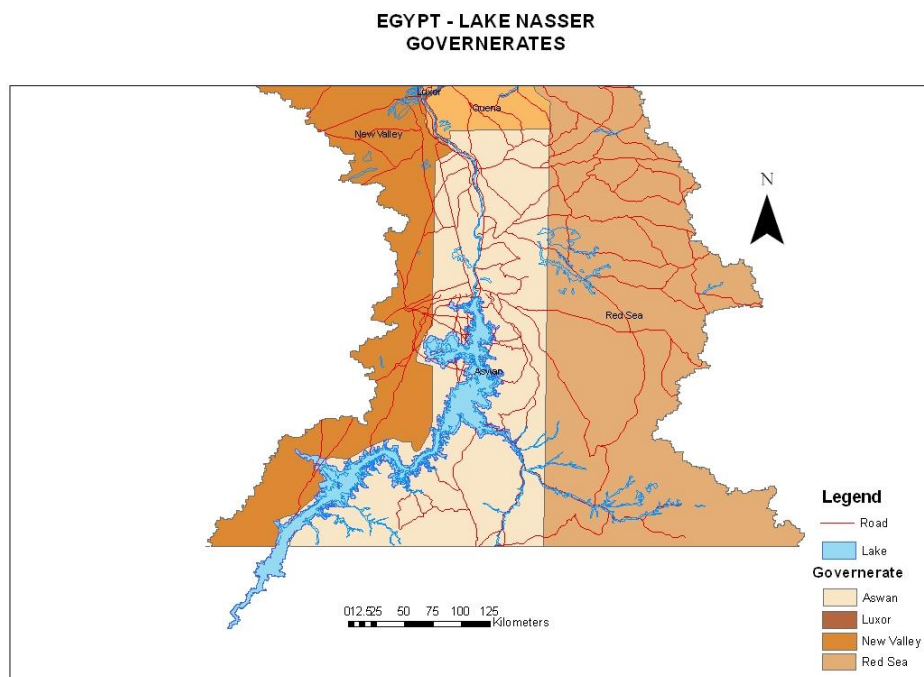 EGYPT - LAKE NASSER
GOVERNERATES
Luxor
Quena
New Valley
N
Red Sea
Aswan
Legend
Road
Lake
Governerate
Aswan
Luxor
New Valley
Red Sea
012.525 50 75 100 125
Kilometers